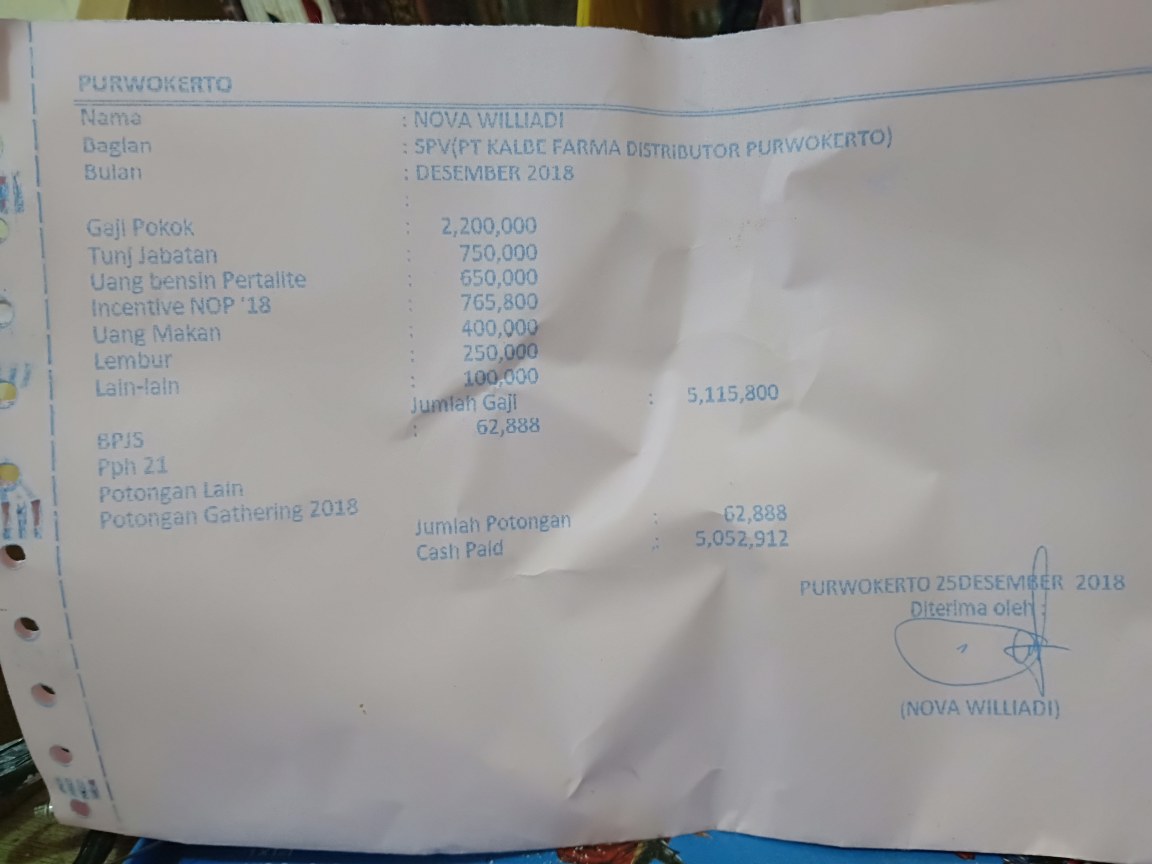 PURWOKERTO
Nama : NOVA WILLIADI
Bagian : SPV(PT KALBE FARMA DISTRIBUTOR PURWOKERTO)
Bulan : DESEMBER 2018
:
Gaji Pokok : 2,200,000
Tunj Jabatan : 750,000
Uang bensin Pertalite : 650,000
Incentive NOP '18 : 765,800
Uang Makan : 400,000
Lembur : 250,000
Lain-lain : 100,000
Jumlah Gaji : 5,115,800
BPJS : 62,888
Pph 21
Potongan Lain
Potongan Gathering 2018
Jumlah Potongan : 62,888
Cash Paid : 5,052,912
PURWOKERTO 25DESEMBER 2018
Diterima oleh :
(NOVA WILLIADI)